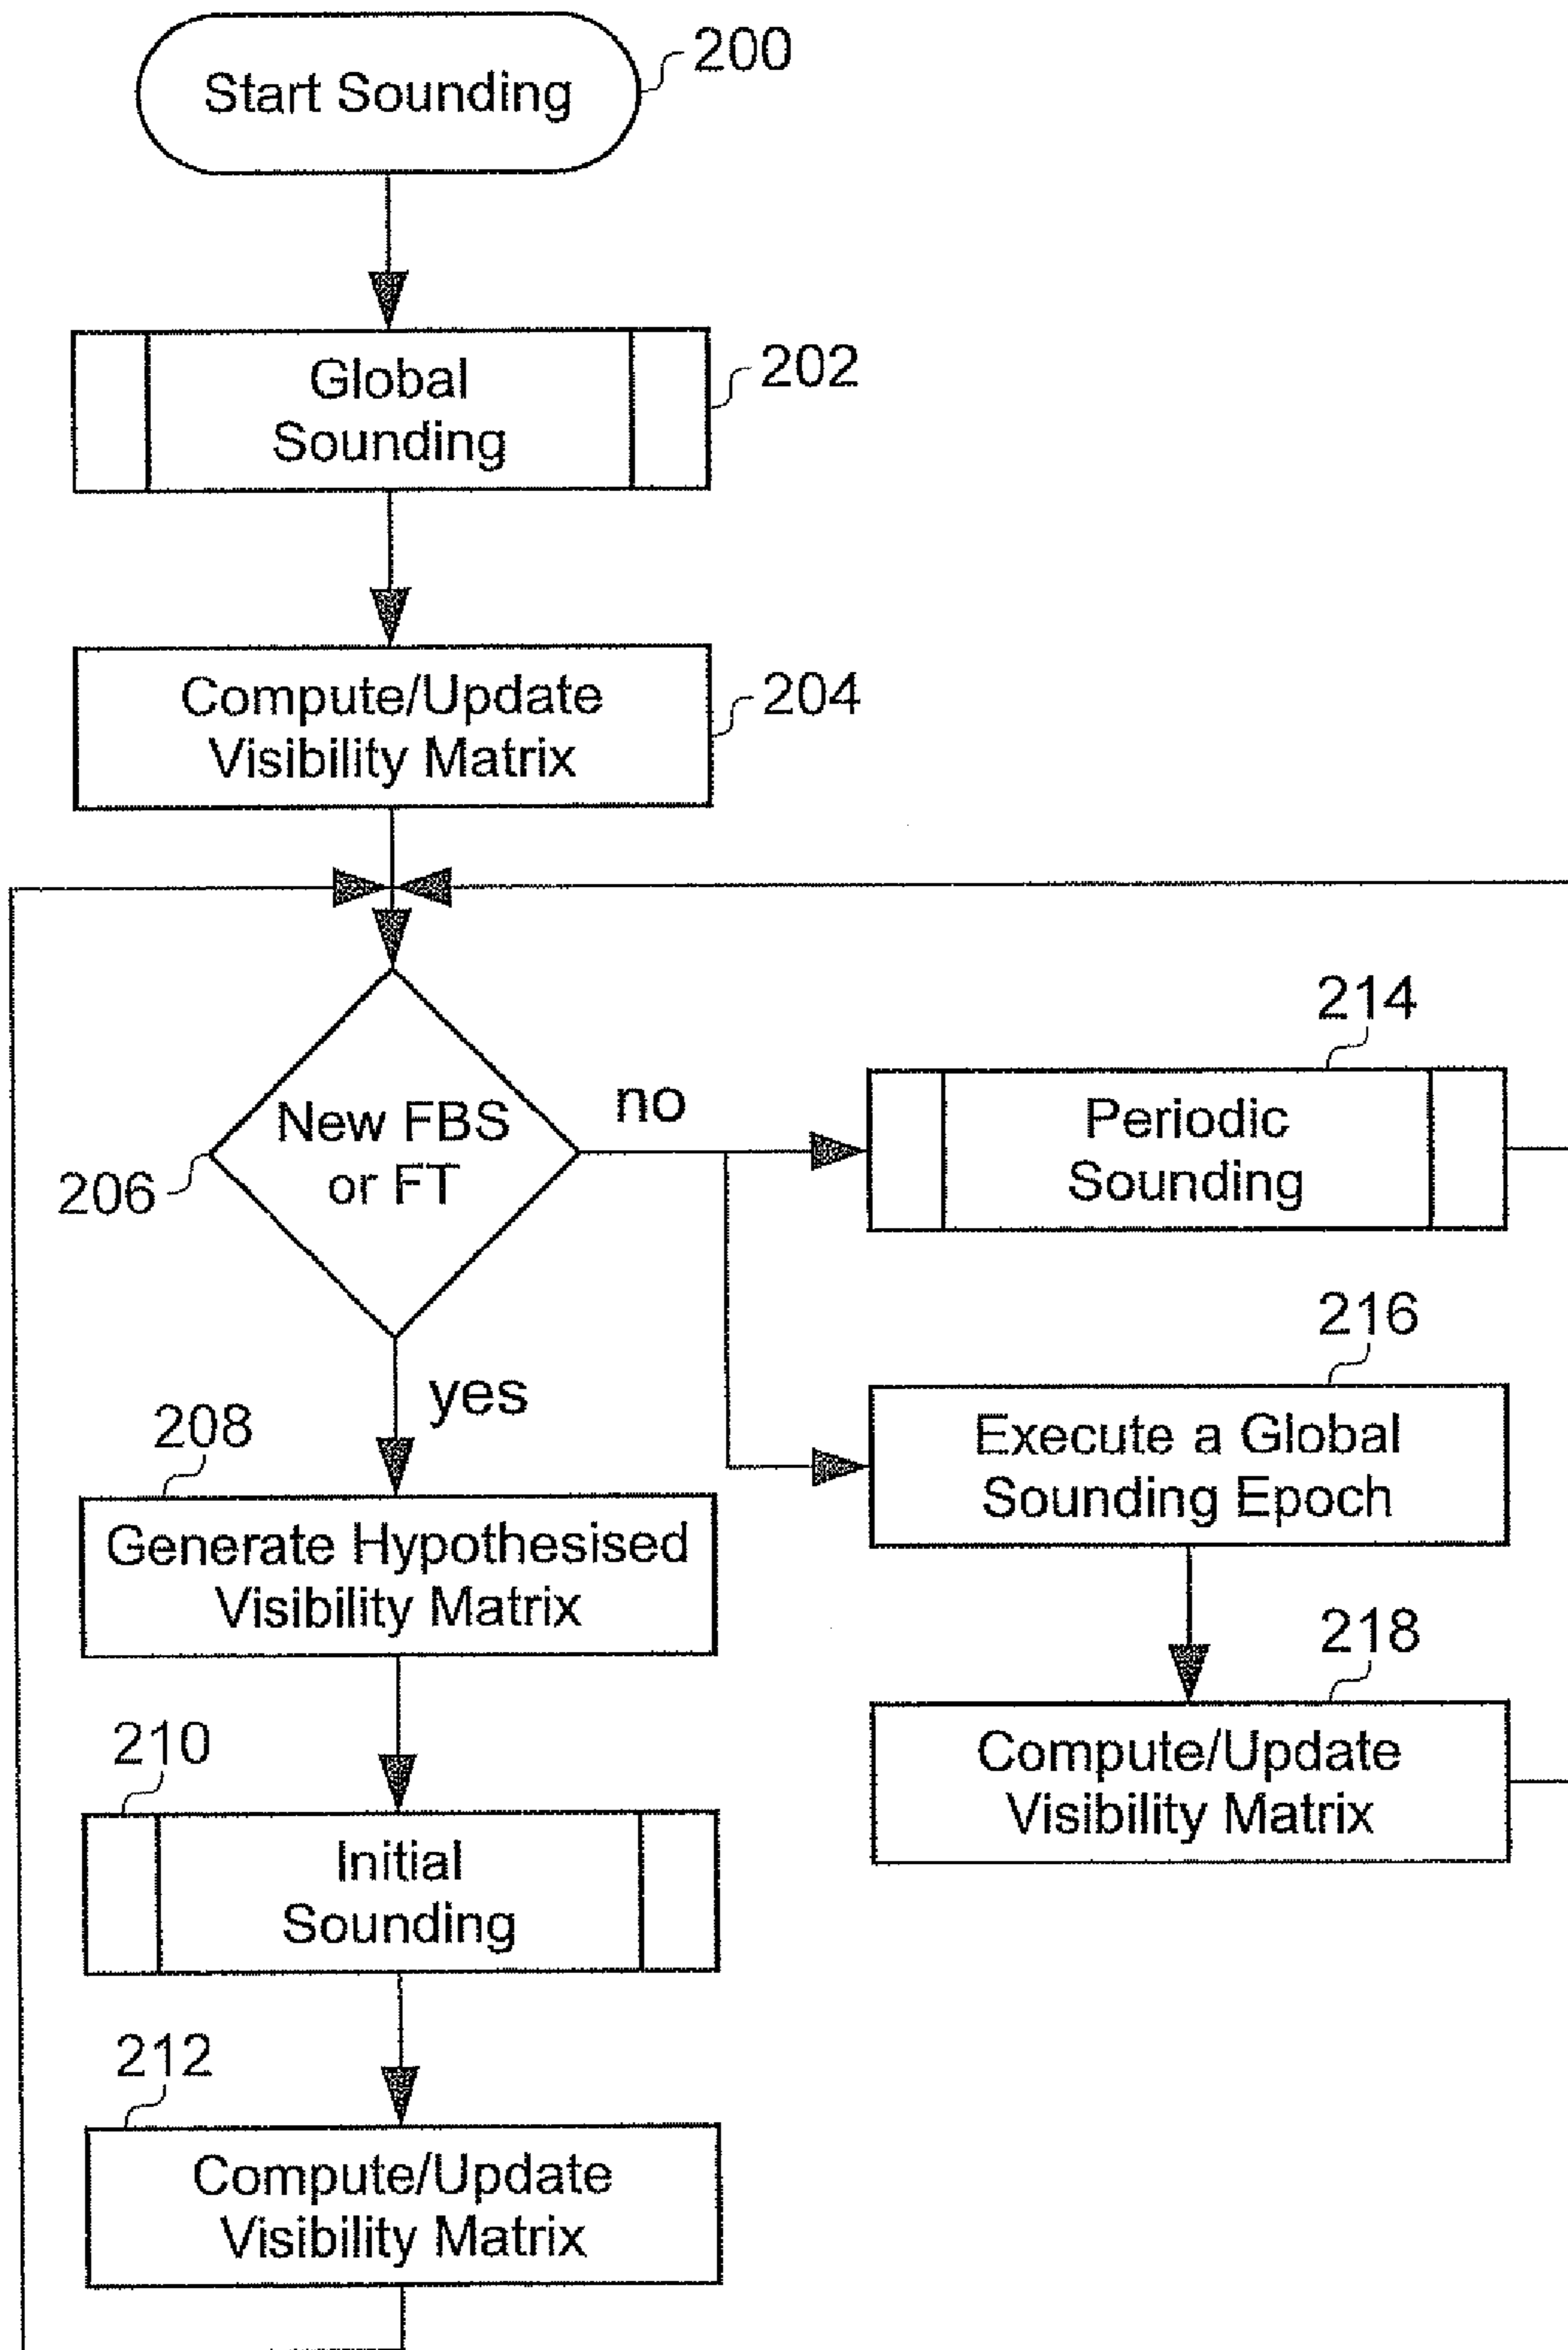 Start Sounding
200
Global
Sounding
202
Compute/Update
Visibility Matrix
204
New FBS
or FT
206
no
yes
214
Periodic
Sounding
216
Execute a Global
Sounding Epoch
218
Compute/Update
Visibility Matrix
208
Generate Hypothesised
Visibility Matrix
210
Initial
Sounding
212
Compute/Update
Visibility Matrix